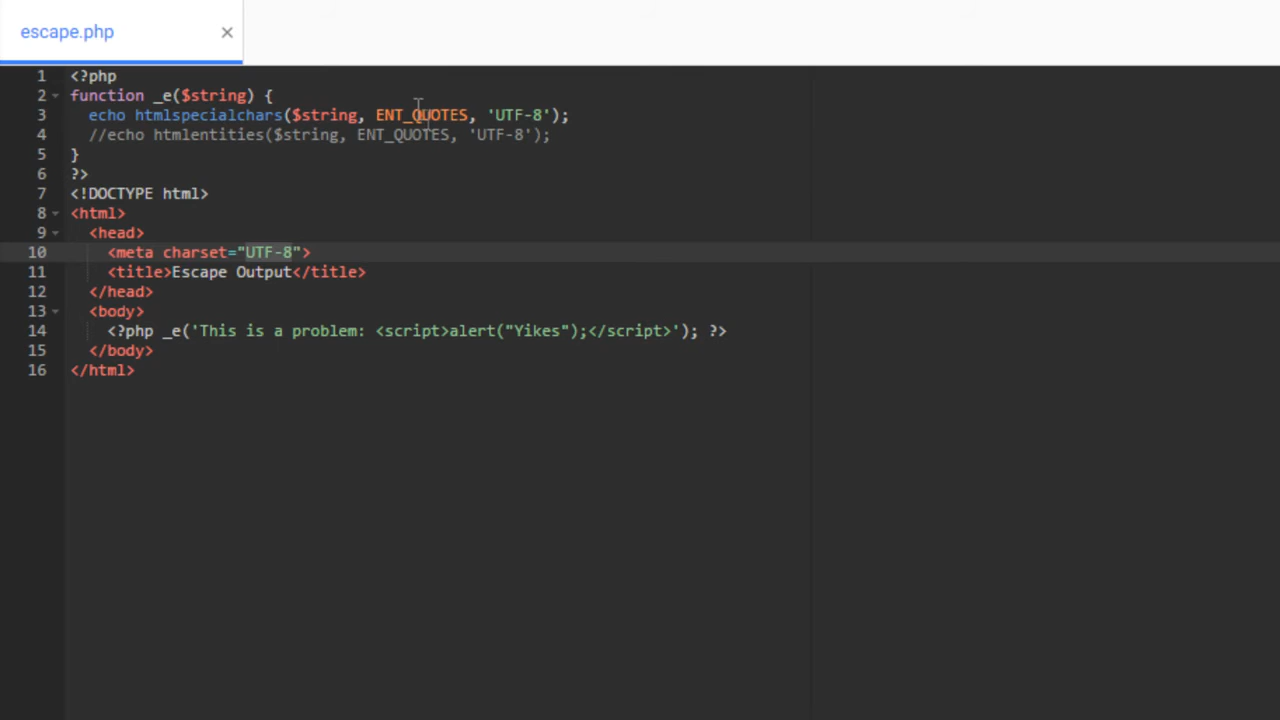 escape.php ×
1 <?php
2 function _e($string) {
3 echo htmlspecialchars($string, ENT_QUOTES, 'UTF-8');
4 //echo htmlentities($string, ENT_QUOTES, 'UTF-8');
5 }
6 ?>
7 <!DOCTYPE html>
8 <html>
9 <head>
10 <meta charset="UTF-8">
11 <title>Escape Output</title>
12 </head>
13 <body>
14 <?php _e('This is a problem: <script>alert("Yikes");</script>'); ?>
15 </body>
16 </html>